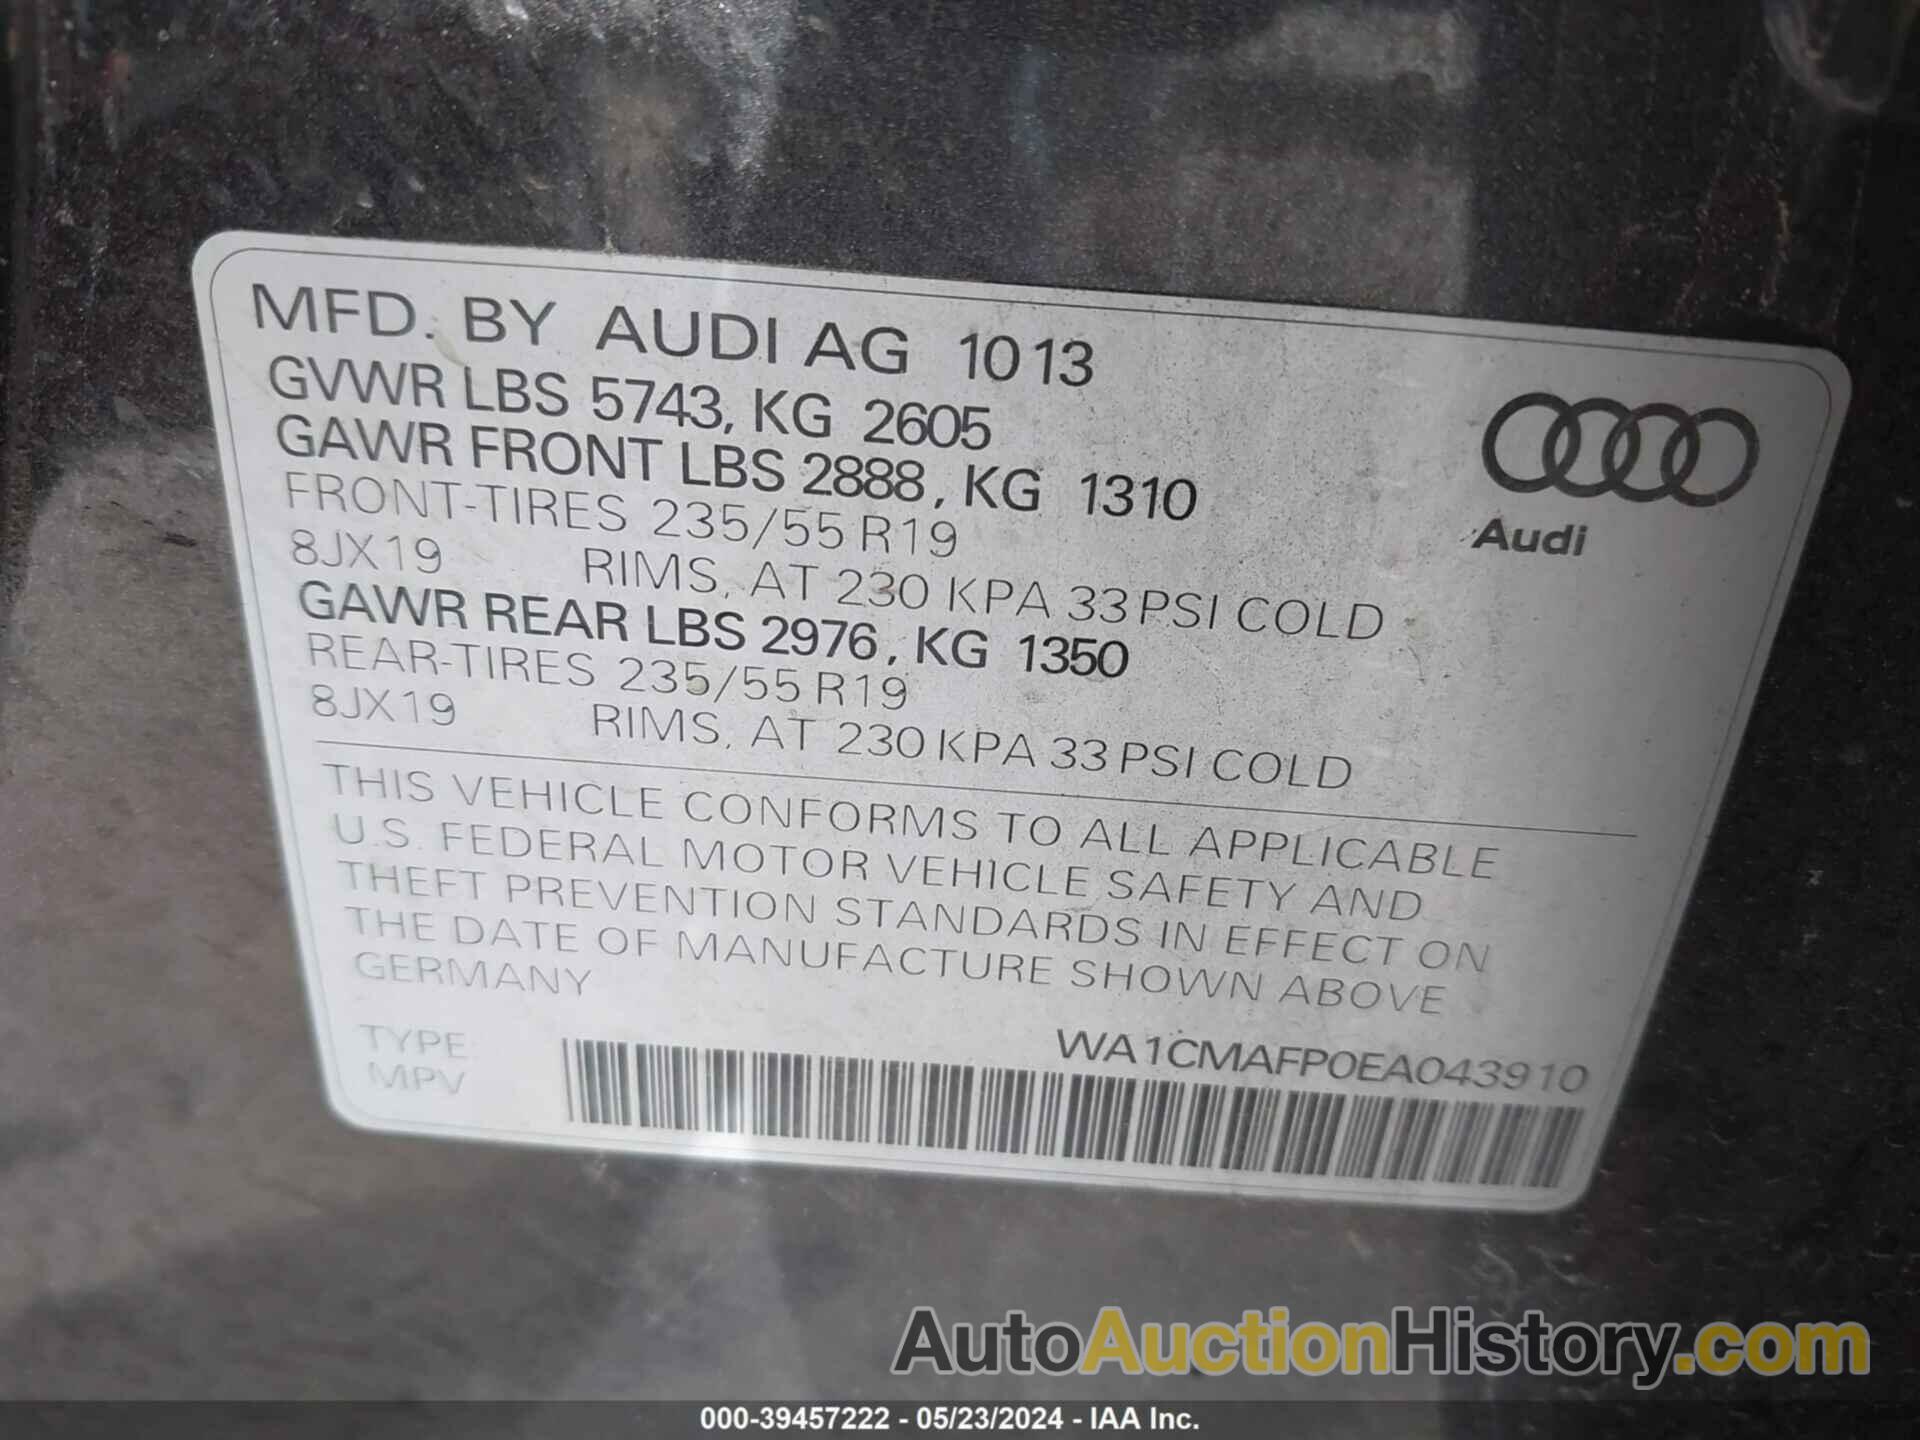 MFD. BY AUDI AG 10 13
GVWR LBS 5743, KG 2605
GAWR FRONT LBS 2888, KG 1310
FRONT-TIRES 235/55 R19
8JX19 RIMS, AT 230 KPA 33 PSI COLD
GAWR REAR LBS 2976, KG 1350
REAR-TIRES 235/55 R19
8JX19 RIMS, AT 230 KPA 33 PSI COLD
Audi
THIS VEHICLE CONFORMS TO ALL APPLICABLE
U.S. FEDERAL MOTOR VEHICLE SAFETY AND
THEFT PREVENTION STANDARDS IN EFFECT ON
THE DATE OF MANUFACTURE SHOWN ABOVE
GERMANY
TYPE:
MPV
WA1CMAFP0EA043910
AutoAuctionHistory.com
000-39457222 - 05/23/2024 - IAA Inc.